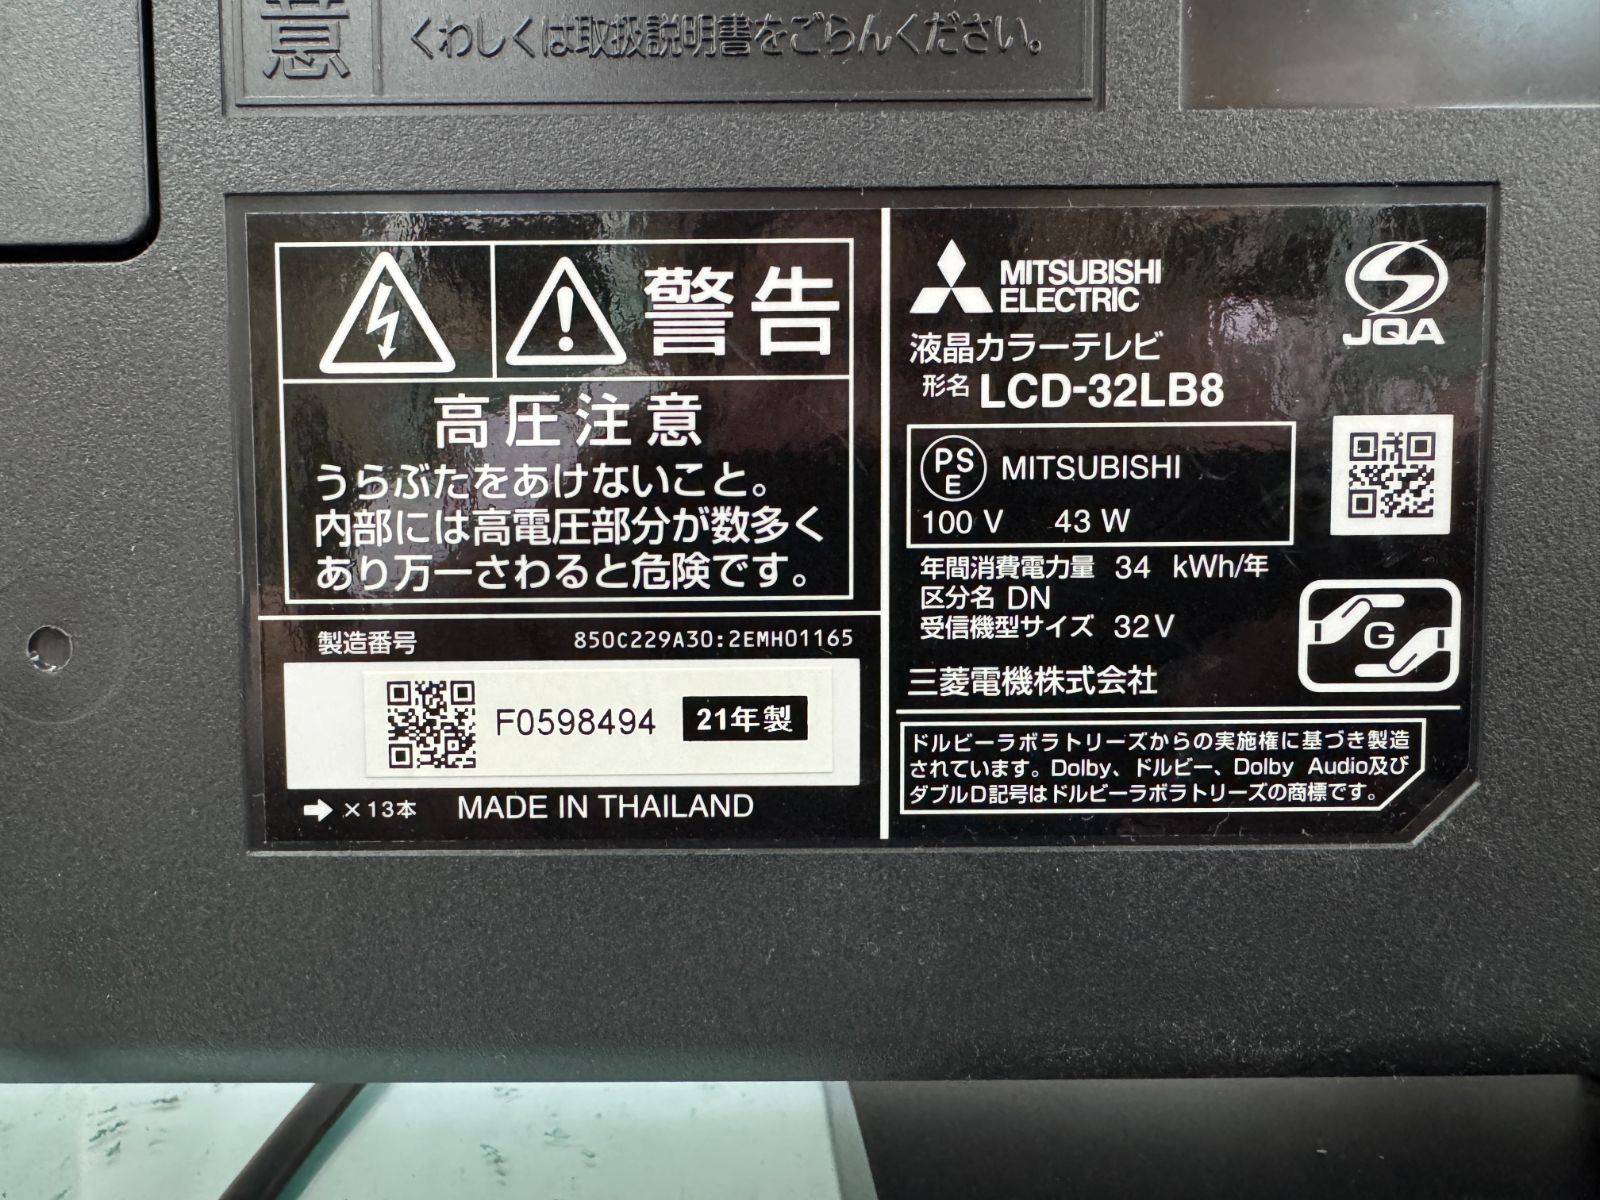 意
くわしくは取扱説明書をごらんください。
警告
高圧注意
うらぶたをあけないこと。
内部には高電圧部分が数多く
あり万一さわると危険です。
製造番号 850C229A30:2EMH01165
F0598494 21年製
×13本 MADE IN THAILAND
MITSUBISHI
ELECTRIC
JQA
液晶カラーテレビ
形名 LCD-32LB8
PS
E
MITSUBISHI
100 V 43 W
年間消費電力量 34 kWh/年
区分名 DN
受信機型サイズ 32V
G
三菱電機株式会社
ドルビーラボラトリーズからの実施権に基づき製造
されています。Dolby、ドルビー、Dolby Audio及び
ダブルD記号はドルビーラボラトリーズの商標です。